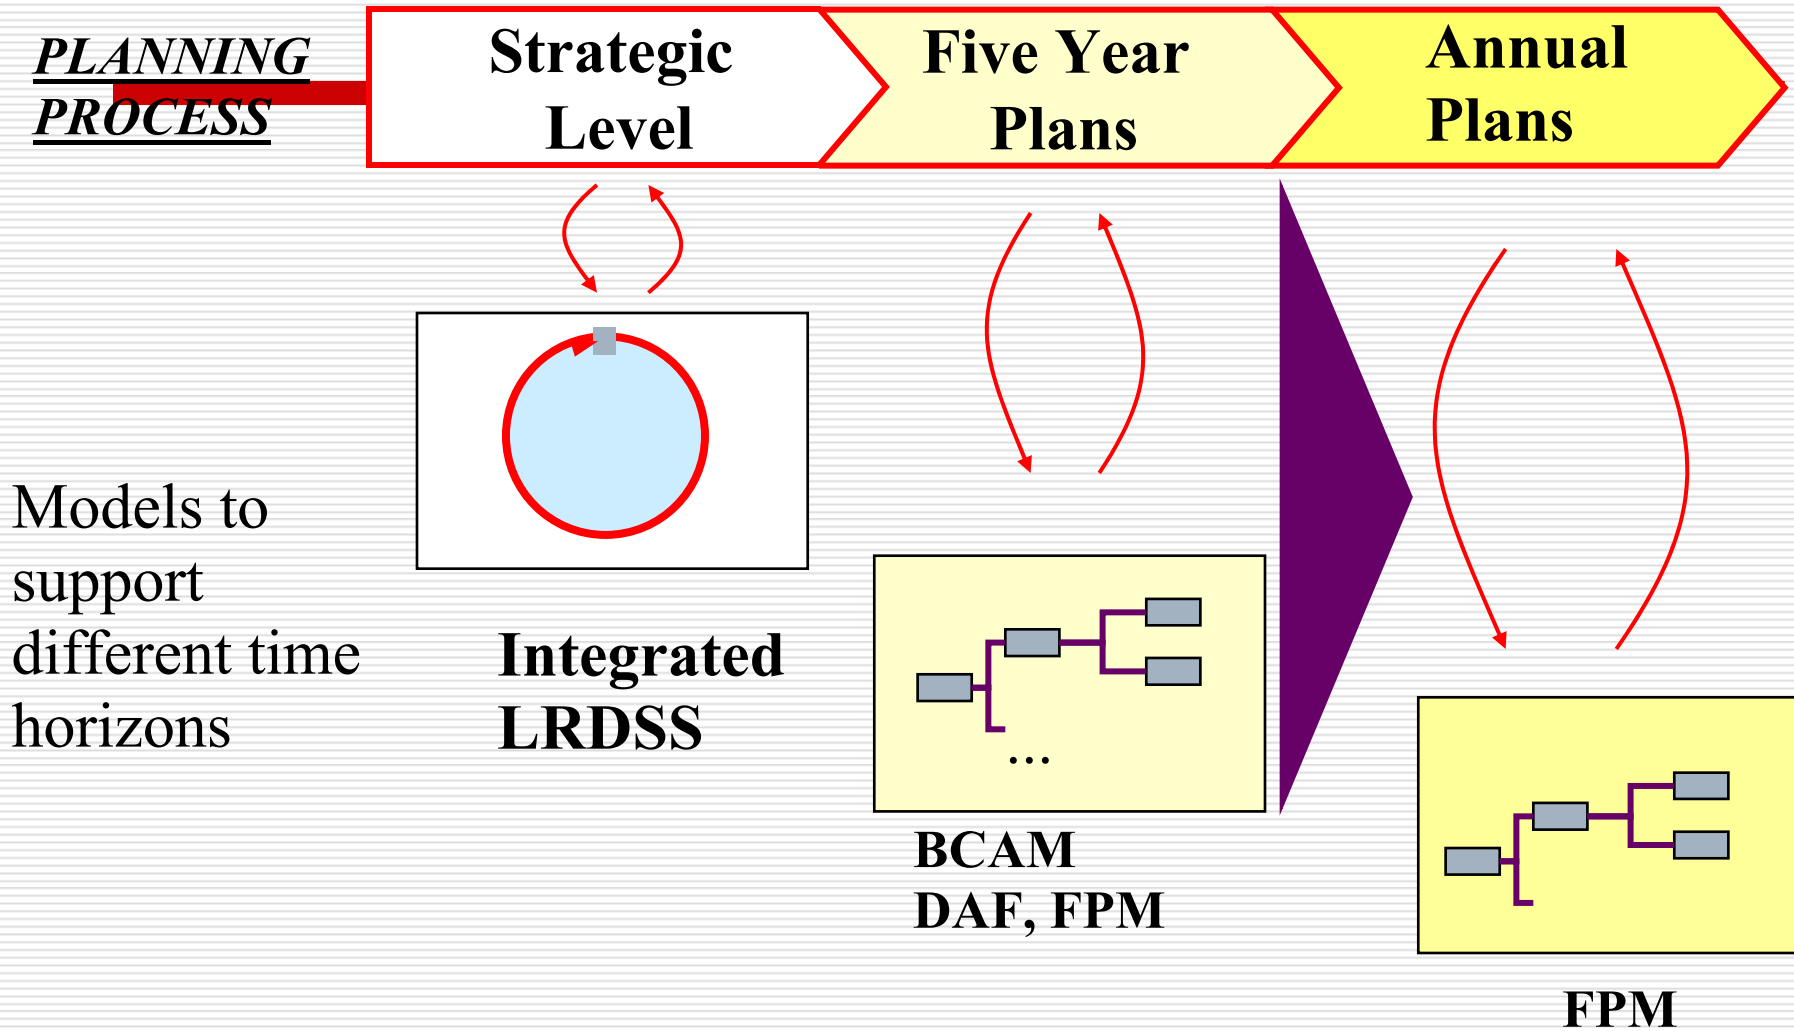 PLANNING
PROCESS
Strategic
Level
Five Year
Plans
Annual
Plans
Models to
support
different time
horizons
Integrated
LRDSS
…
BCAM
DAF, FPM
FPM